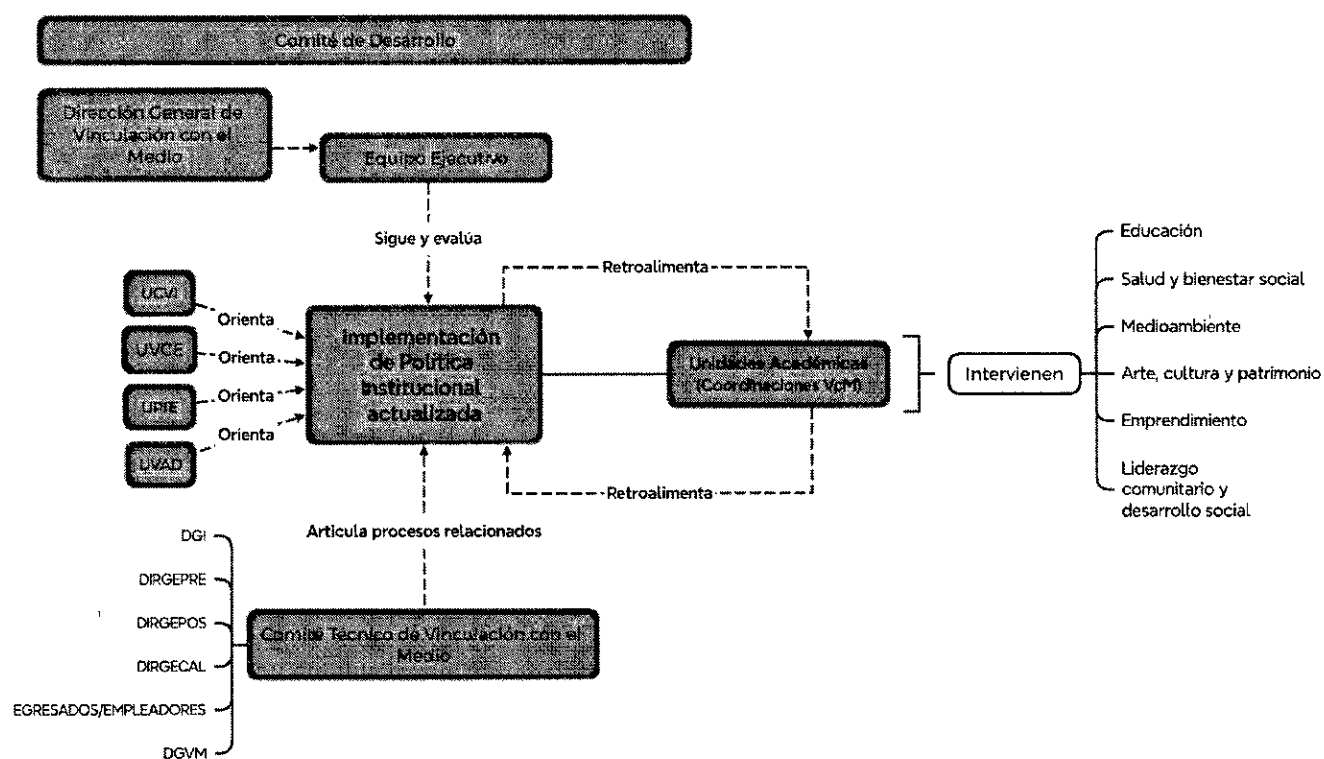 Comité de Desarrollo
Dirección General de
Vinculación con el
Medio
Equipo Ejecutivo
Sigue y evalúa
UCVI
Orienta
UVCE
Orienta
UPIE
Orienta
UVAD
Orienta
Implementación
de Política
Institucional
actualizada
Retroalimenta
Unidades Académicas
(Coordinaciones VcM)
Retroalimenta
Intervienen
Educación
Salud y bienestar social
Medioambiente
Arte, cultura y patrimonio
Emprendimiento
Liderazgo
comunitario y
desarrollo social
Articula procesos relacionados
DGI
DIRGEPRE
DIRGEPOS
DIRGECAL
EGRESADOS/EMPLEADORES
DGVM
Comité Técnico de Vinculación con el
Medio